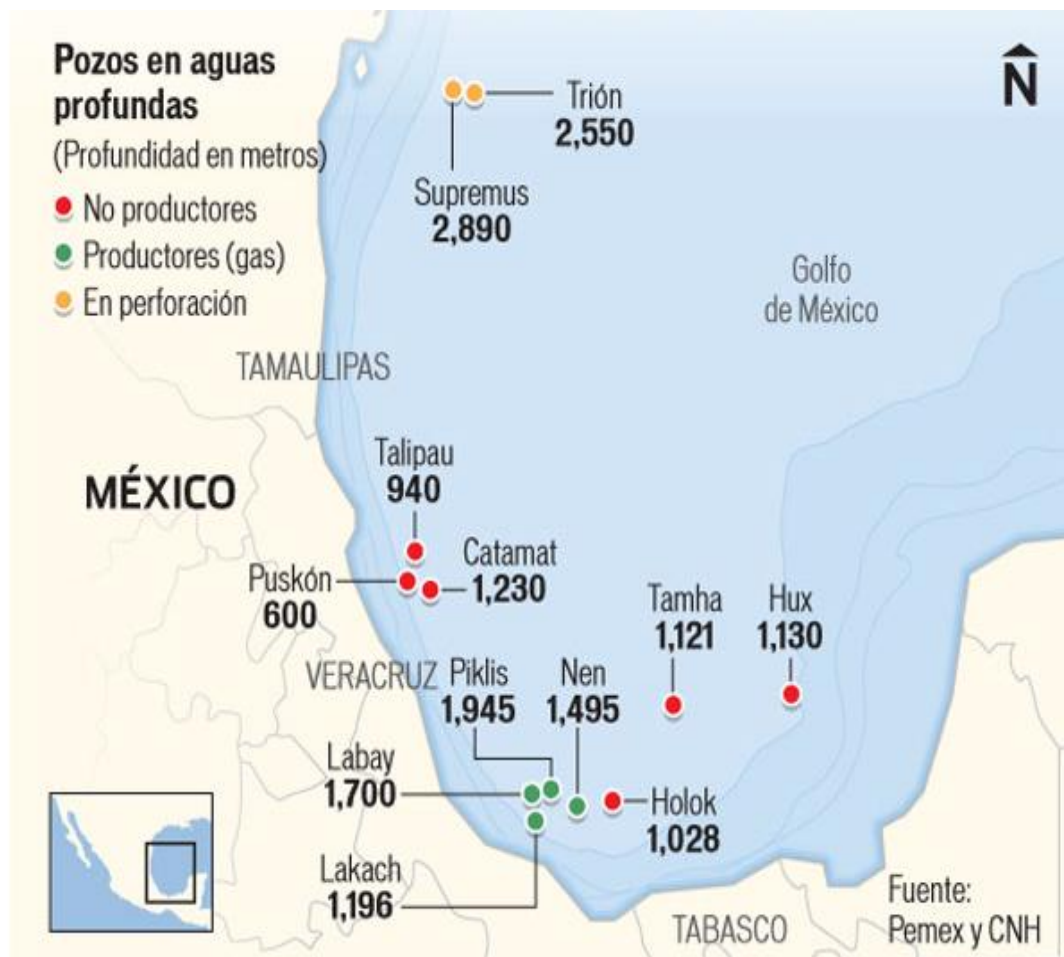 Pozos en aguas
profundas
(Profundidad en metros)
No productores
Productores (gas)
En perforación
N
Trión
2,550
Supremus
2,890
Golfo
de México
TAMAULIPAS
MÉXICO
Talipau
940
Catamat
1,230
Puskón
600
Tamha
1,121
Hux
1,130
VERACRUZ
Piklis
1,945
Nen
1,495
Labay
1,700
Holok
1,028
Lakach
1,196
TABASCO
Fuente:
Pemex y CNH